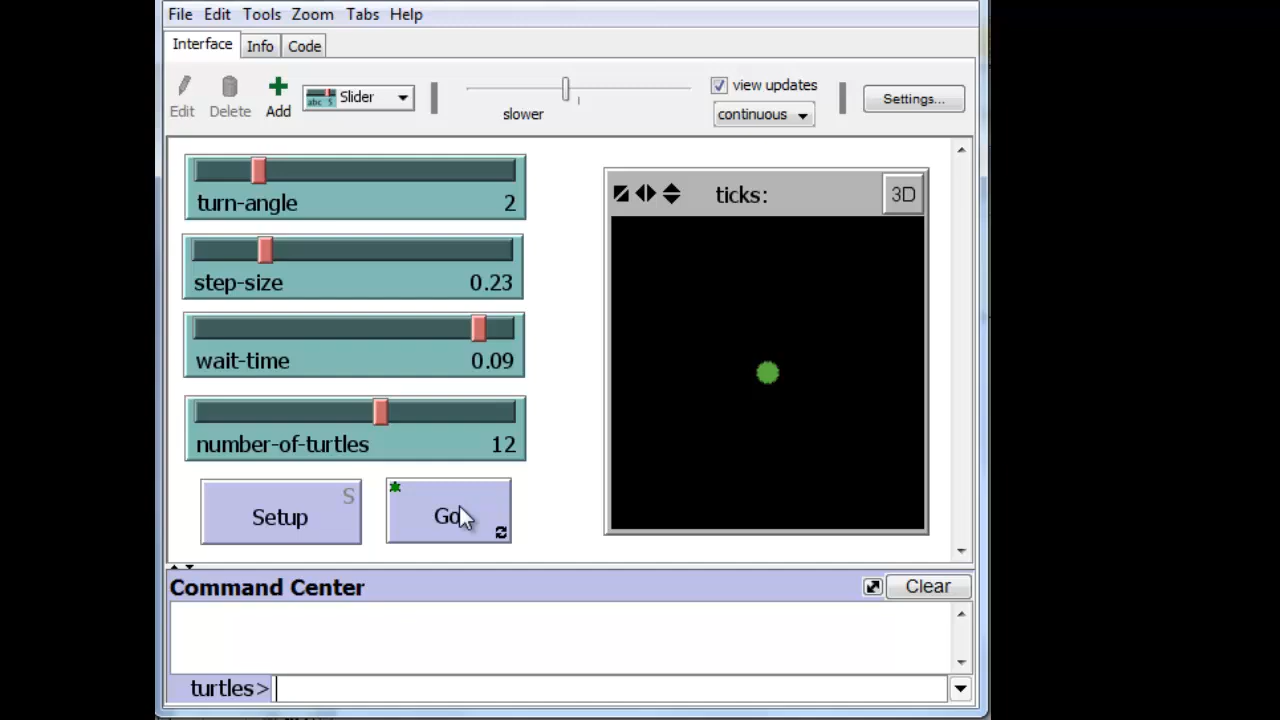 File Edit Tools Zoom Tabs Help
Interface Info Code
Edit Delete Add Slider slower view updates continuous Settings...
turn-angle 2
step-size 0.23
wait-time 0.09
number-of-turtles 12
Setup S Go
ticks: 3D
Command Center Clear
turtles>